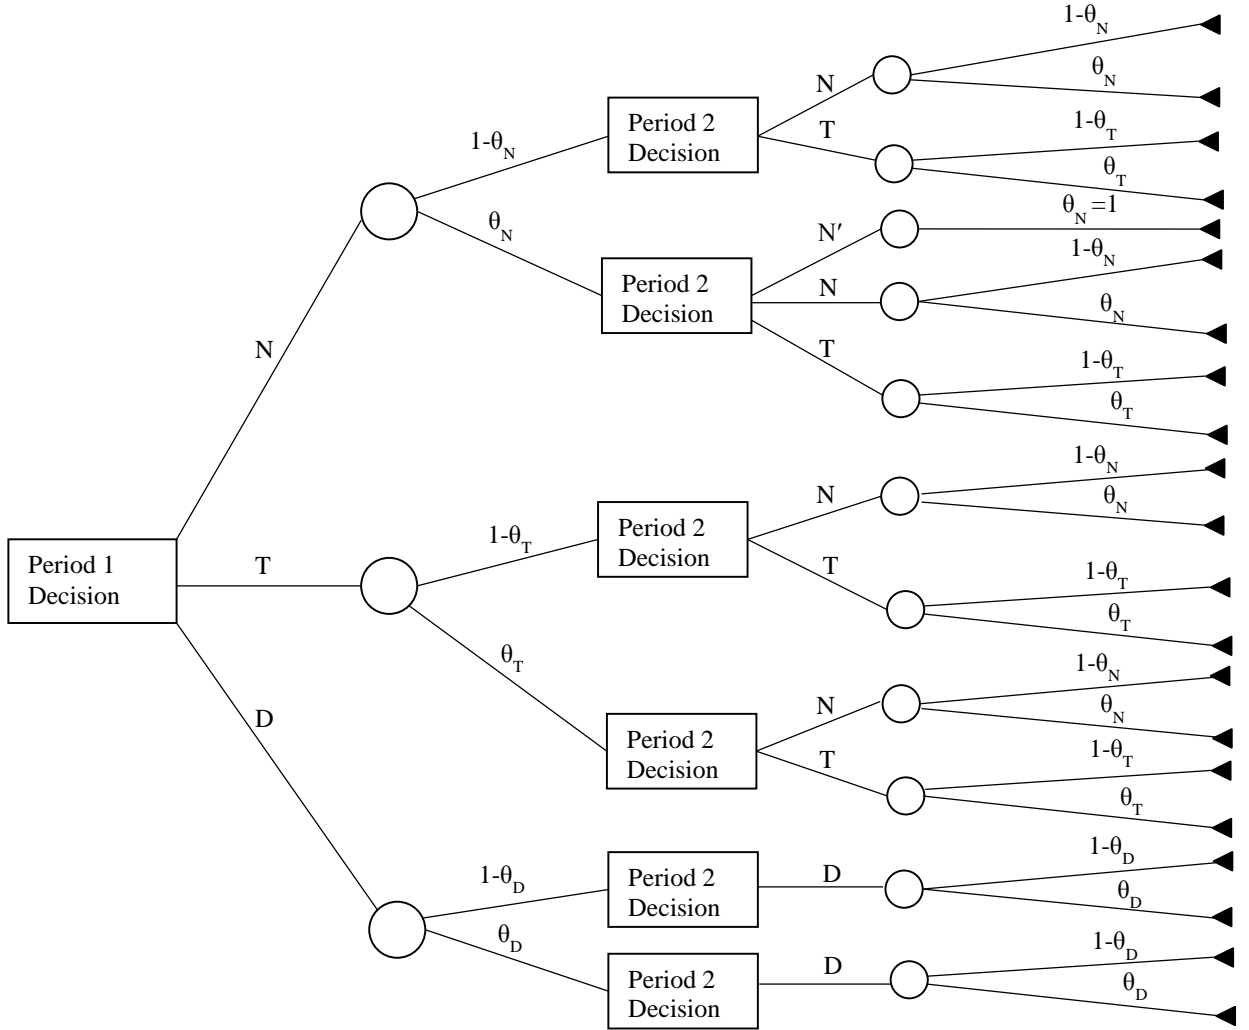 1-θN
θN
N
Period 2
Decision
T
1-θT
1-θN
θT
θN
N′
θN =1
1-θN
Period 2
Decision
N
θN
T
1-θT
N
θT
1-θN
N
θN
1-θT
Period 2
Decision
Period 1
Decision
T
T
1-θT
θT
θT
1-θN
N
θN
D
Period 2
Decision
T
1-θT
θT
1-θD
1-θD
Period 2
Decision
D
θD
θD
1-θD
Period 2
Decision
D
θD